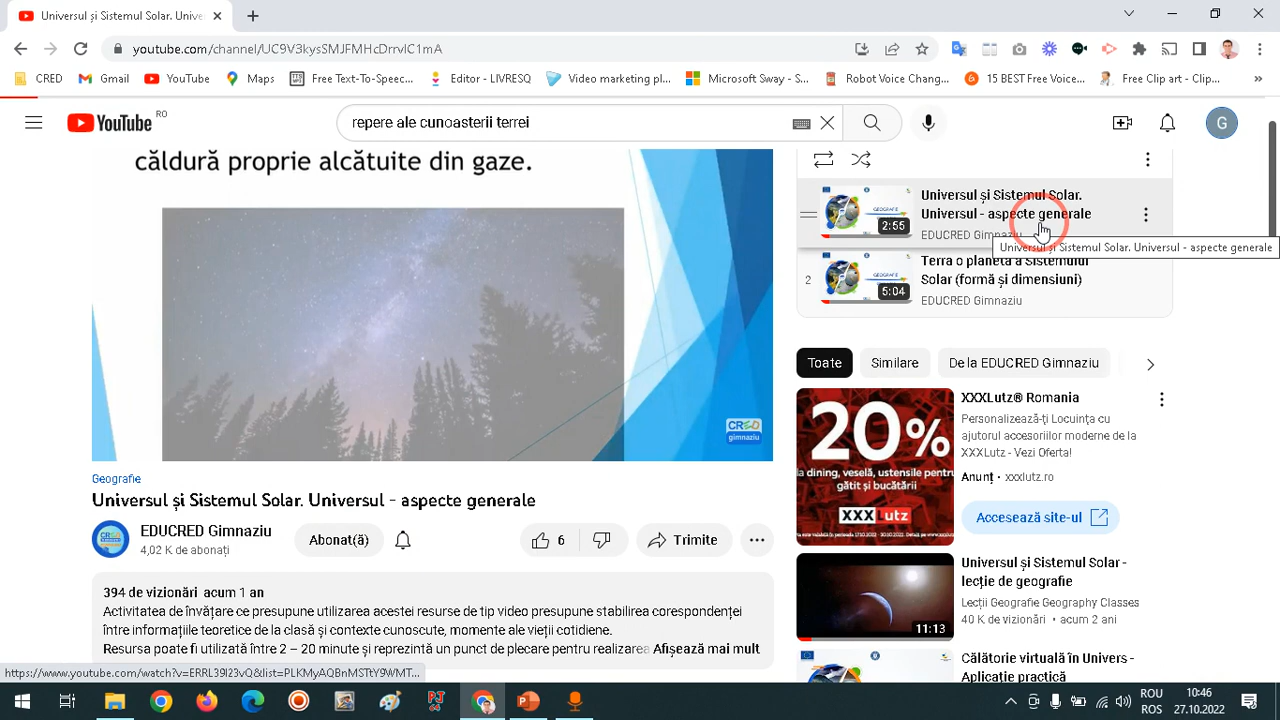 Universul și Sistemul Solar. Unive
youtube.com/channel/UC9V3kysSMJFMHcDrrvIC1mA
CRED
Gmail
YouTube
Maps
Free Text-To-Speec...
Editor - LIVRESQ
Video marketing pl...
Microsoft Sway - S...
Robot Voice Chang...
15 BEST Free Voice...
Free Clip art - Clip...
»
YouTube RO
repere ale cunoasterii terrei
G
căldură proprie alcătuite din gaze.
CRED
gimnaziu
Universul și Sistemul Solar.
Universul - aspecte generale
EDUCRED Gimnaziu
2:55
Universul și Sistemul Solar. Universul - aspecte generale
2
Terra o planetă a Sistemului
Solar (formă și dimensiuni)
EDUCRED Gimnaziu
5:04
Toate
Similare
De la EDUCRED Gimnaziu
Geografie
Universul și Sistemul Solar. Universul - aspecte generale
EDUCRED Gimnaziu
4,02 K de abonați
Abonat(ă)
6
Trimite
394 de vizionări acum 1 an
Activitatea de învățare ce presupune utilizarea acestei resurse de tip video presupune stabilirea corespondenței
între informațiile teoretice de la clasă și contexte cunoscute, momente ale vieții cotidiene.
Resursa poate fi utilizată între 2 – 20 minute și reprezintă un punct de plecare pentru realizarea Afișează mai mult
20%
la dining, veselă, ustensile pentru
gătit și bucătării
XXX Lutz
XXXLutz® Romania
Personalizează-ți Locuința cu
ajutorul accesoriilor moderne de la
XXXLutz - Vezi Oferta!
Anunț • xxxlutz.ro
Accesează site-ul
Universul și Sistemul Solar -
lecție de geografie
Lecții Geografie Geography Classes
40 K de vizionări • acum 2 ani
11:13
Călătorie virtuală în Univers -
Aplicație practică
https://www.youtube.com/watch?v=ERRL39I23vQ&list=PLKMyAQBnMSTtY9WMT...
ROU
ROS
10:46
27.10.2022